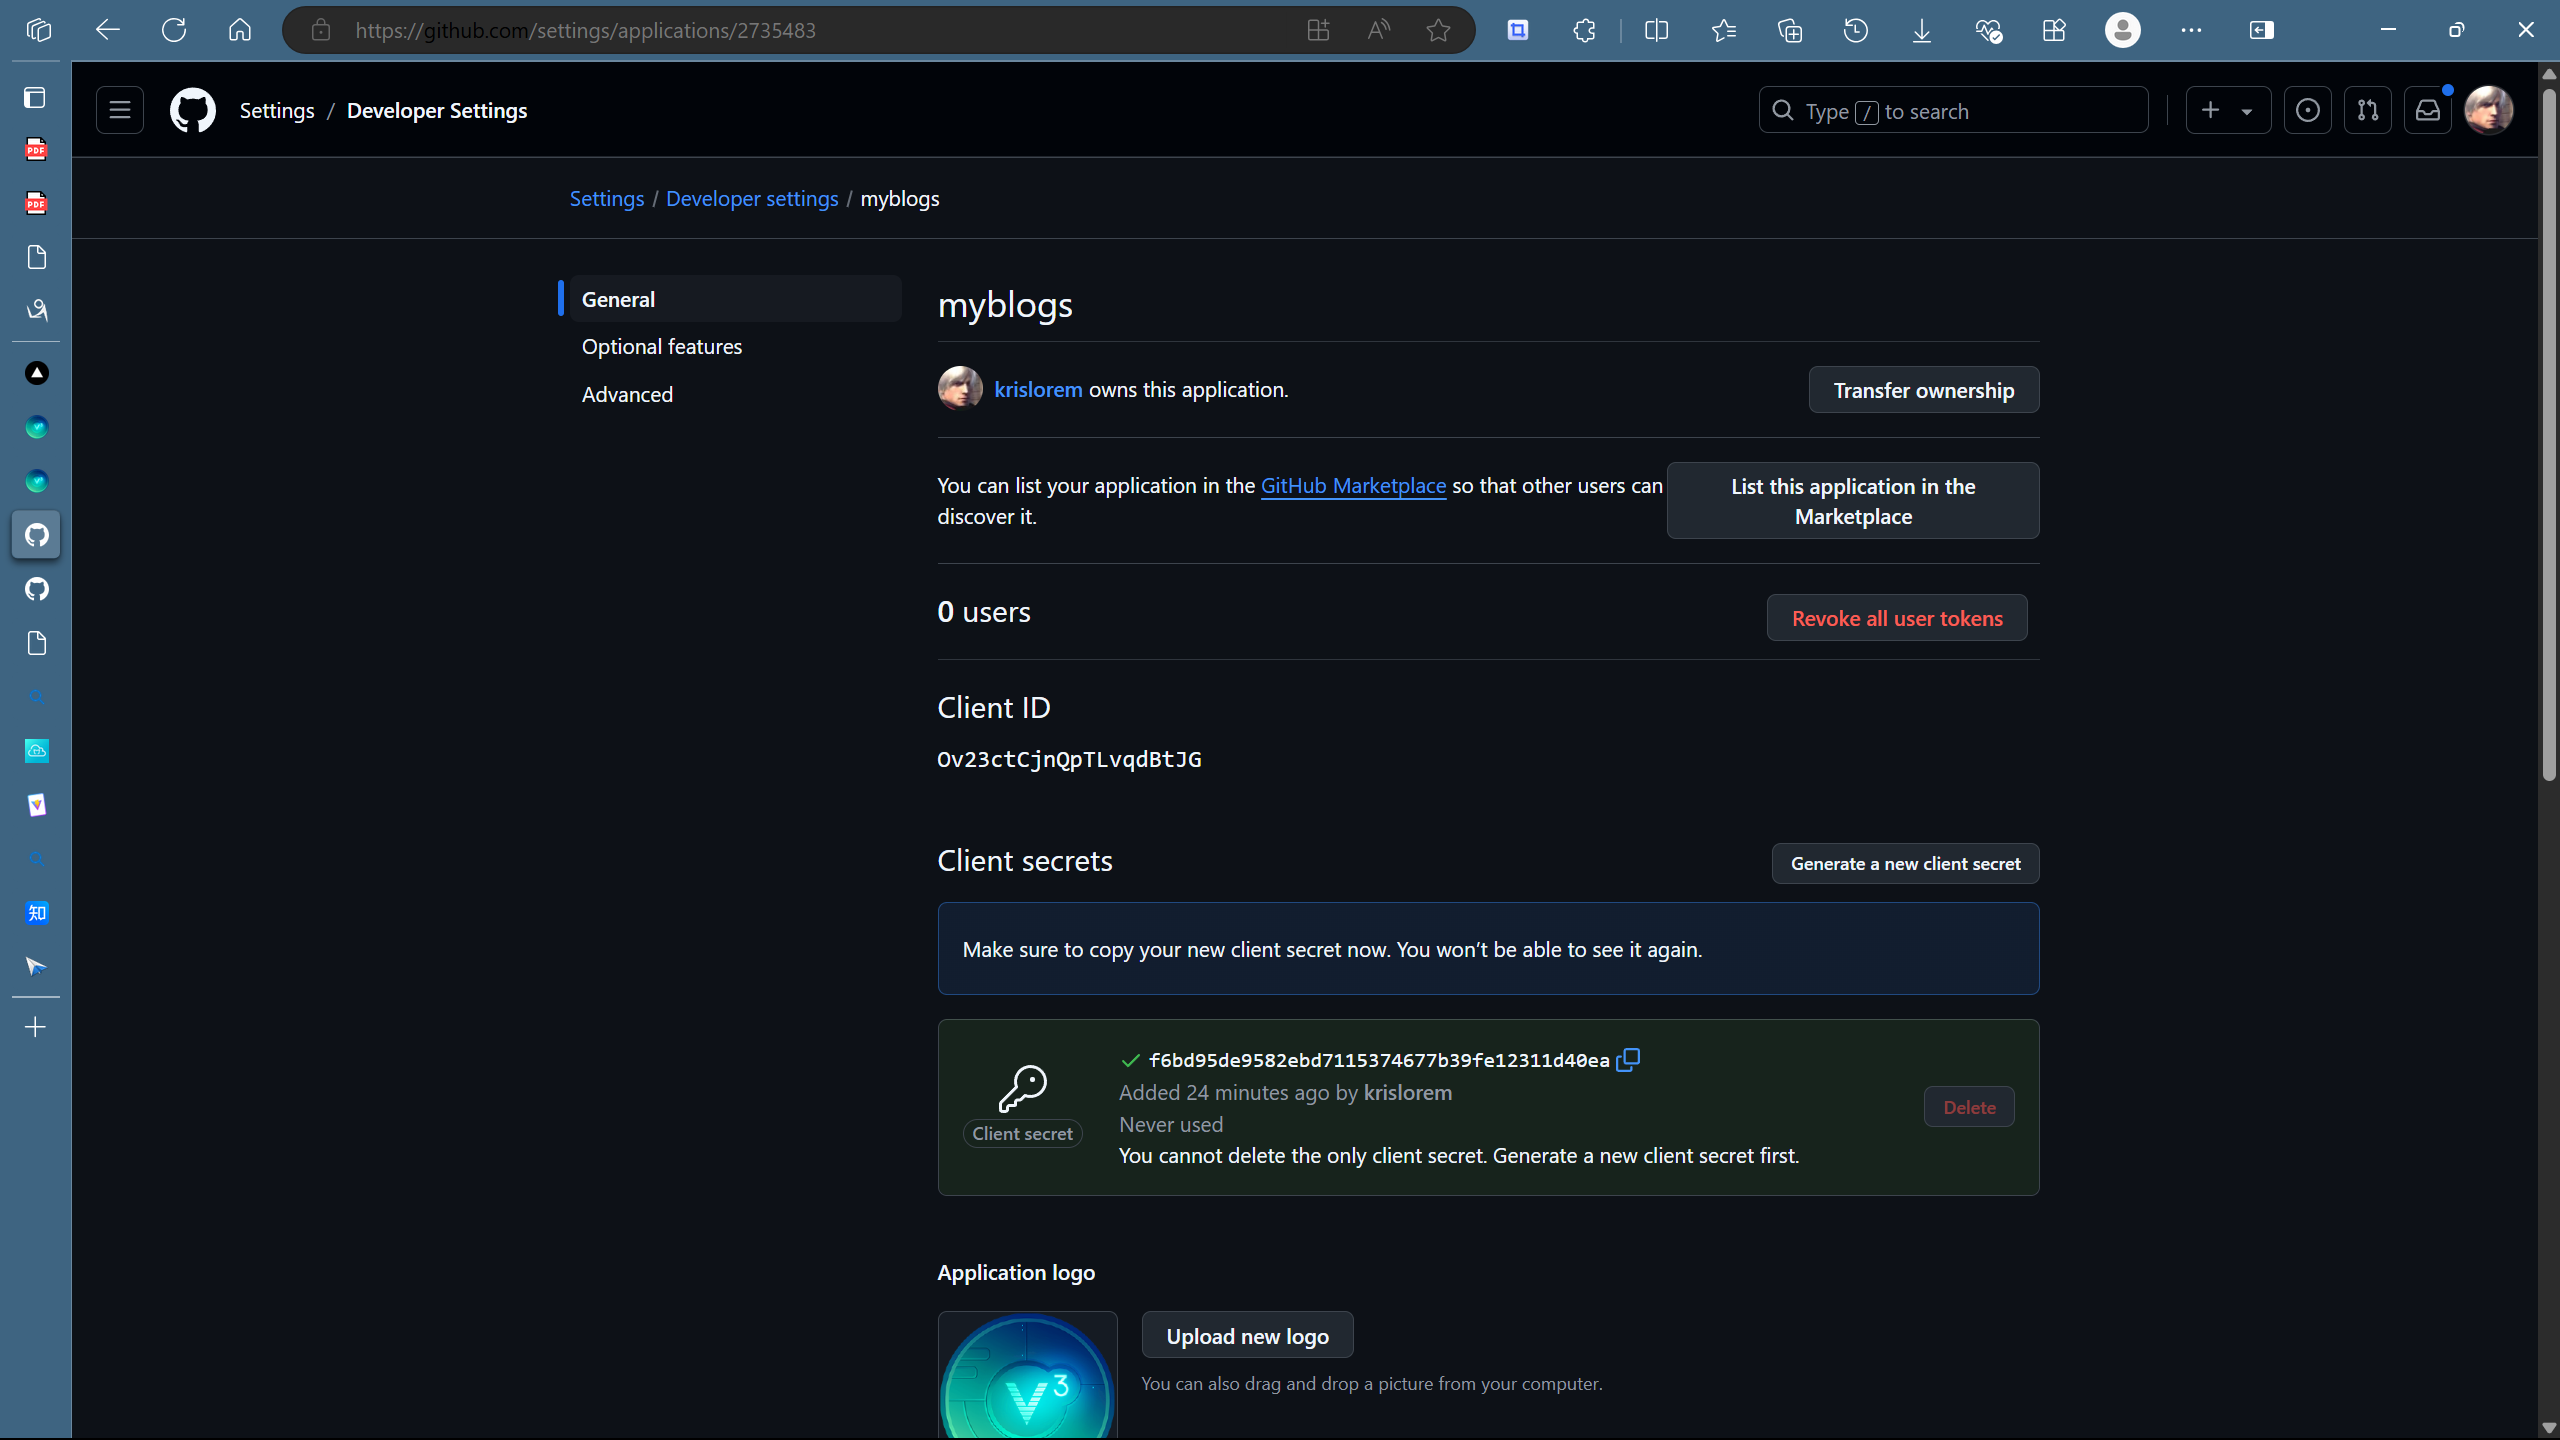 https://github.com/settings/applications/2735483
Settings / Developer Settings
Type / to search
Settings / Developer settings / myblogs
General
Optional features
Advanced
myblogs
krislorem owns this application.
Transfer ownership
You can list your application in the GitHub Marketplace so that other users can
discover it.
List this application in the
Marketplace
0 users
Revoke all user tokens
Client ID
Ov23ctCjnQpTLvqdBtJG
Client secrets
Generate a new client secret
Make sure to copy your new client secret now. You won’t be able to see it again.
f6bd95de9582ebd7115374677b39fe12311d40ea
Added 24 minutes ago by krislorem
Never used
You cannot delete the only client secret. Generate a new client secret first.
Client secret
Delete
Application logo
Upload new logo
You can also drag and drop a picture from your computer.
V3
PDF
PDF
知